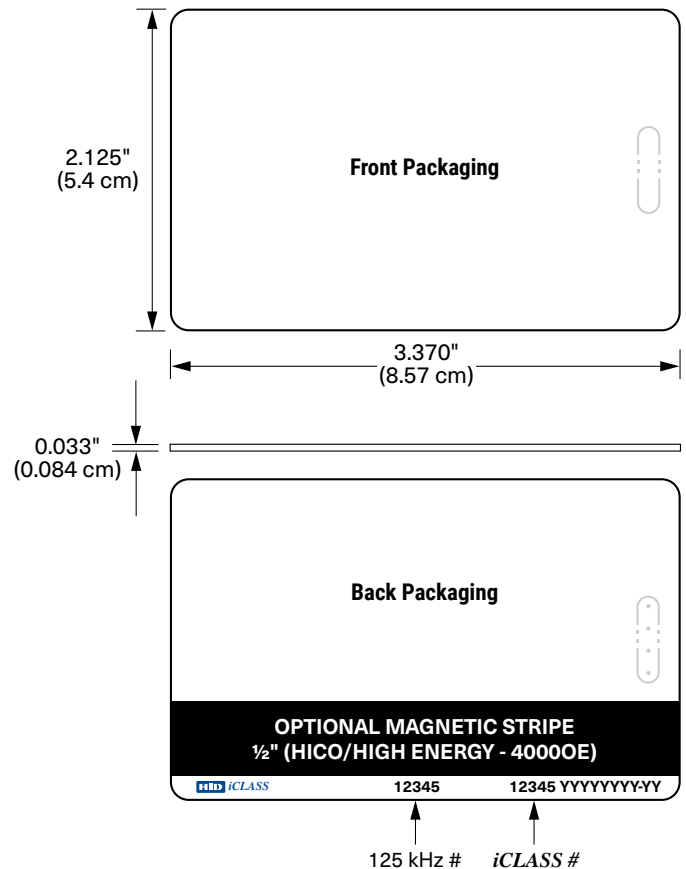 2.125"
(5.4 cm)
Front Packaging
3.370"
(8.57 cm)
0.033"
(0.084 cm)
Back Packaging
OPTIONAL MAGNETIC STRIPE
½" (HICO/HIGH ENERGY - 4000OE)
HID iCLASS 12345 12345 YYYYYYYY-YY
125 kHz # iCLASS #